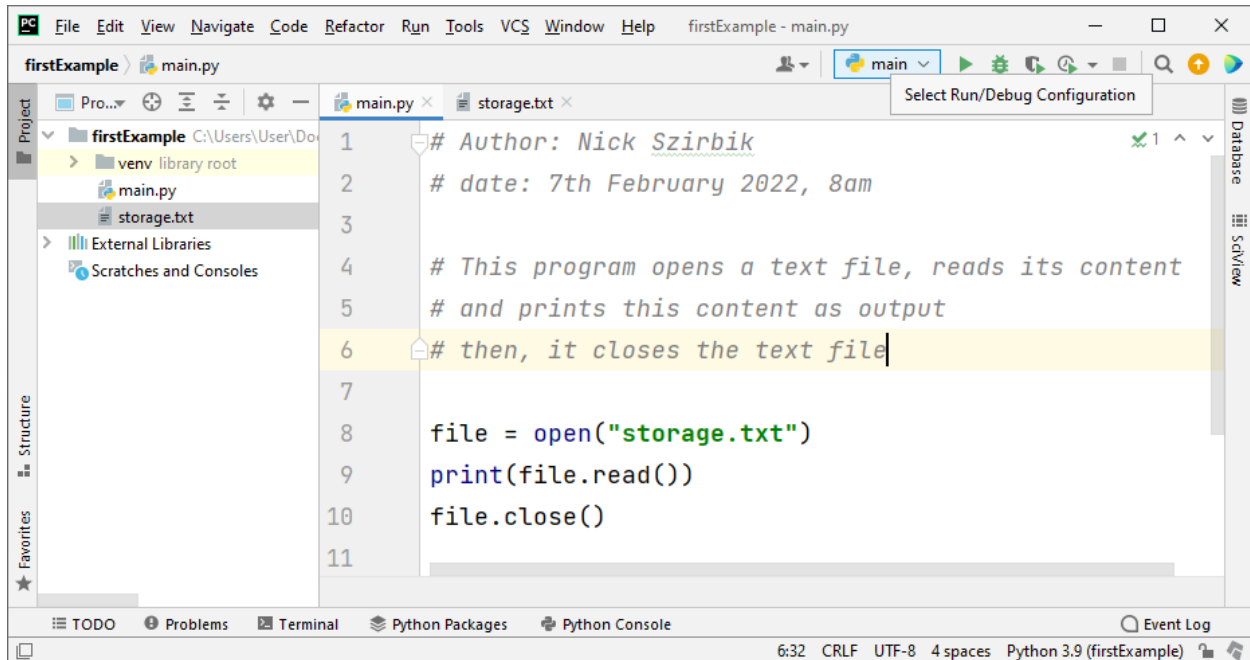 PC File Edit View Navigate Code Refactor Run Tools VCS Window Help firstExample - main.py
firstExample main.py main
Select Run/Debug Configuration
Project
Pro... main.py storage.txt
firstExample C:\Users\User\Do
venv library root
main.py
storage.txt
External Libraries
Scratches and Consoles
Structure
Favorites
1 # Author: Nick Szirbik
2 # date: 7th February 2022, 8am
3
4 # This program opens a text file, reads its content
5 # and prints this content as output
6 # then, it closes the text file
7
8 file = open("storage.txt")
9 print(file.read())
10 file.close()
11
1
Database
SciView
TODO Problems Terminal Python Packages Python Console Event Log
6:32 CRLF UTF-8 4 spaces Python 3.9 (firstExample)